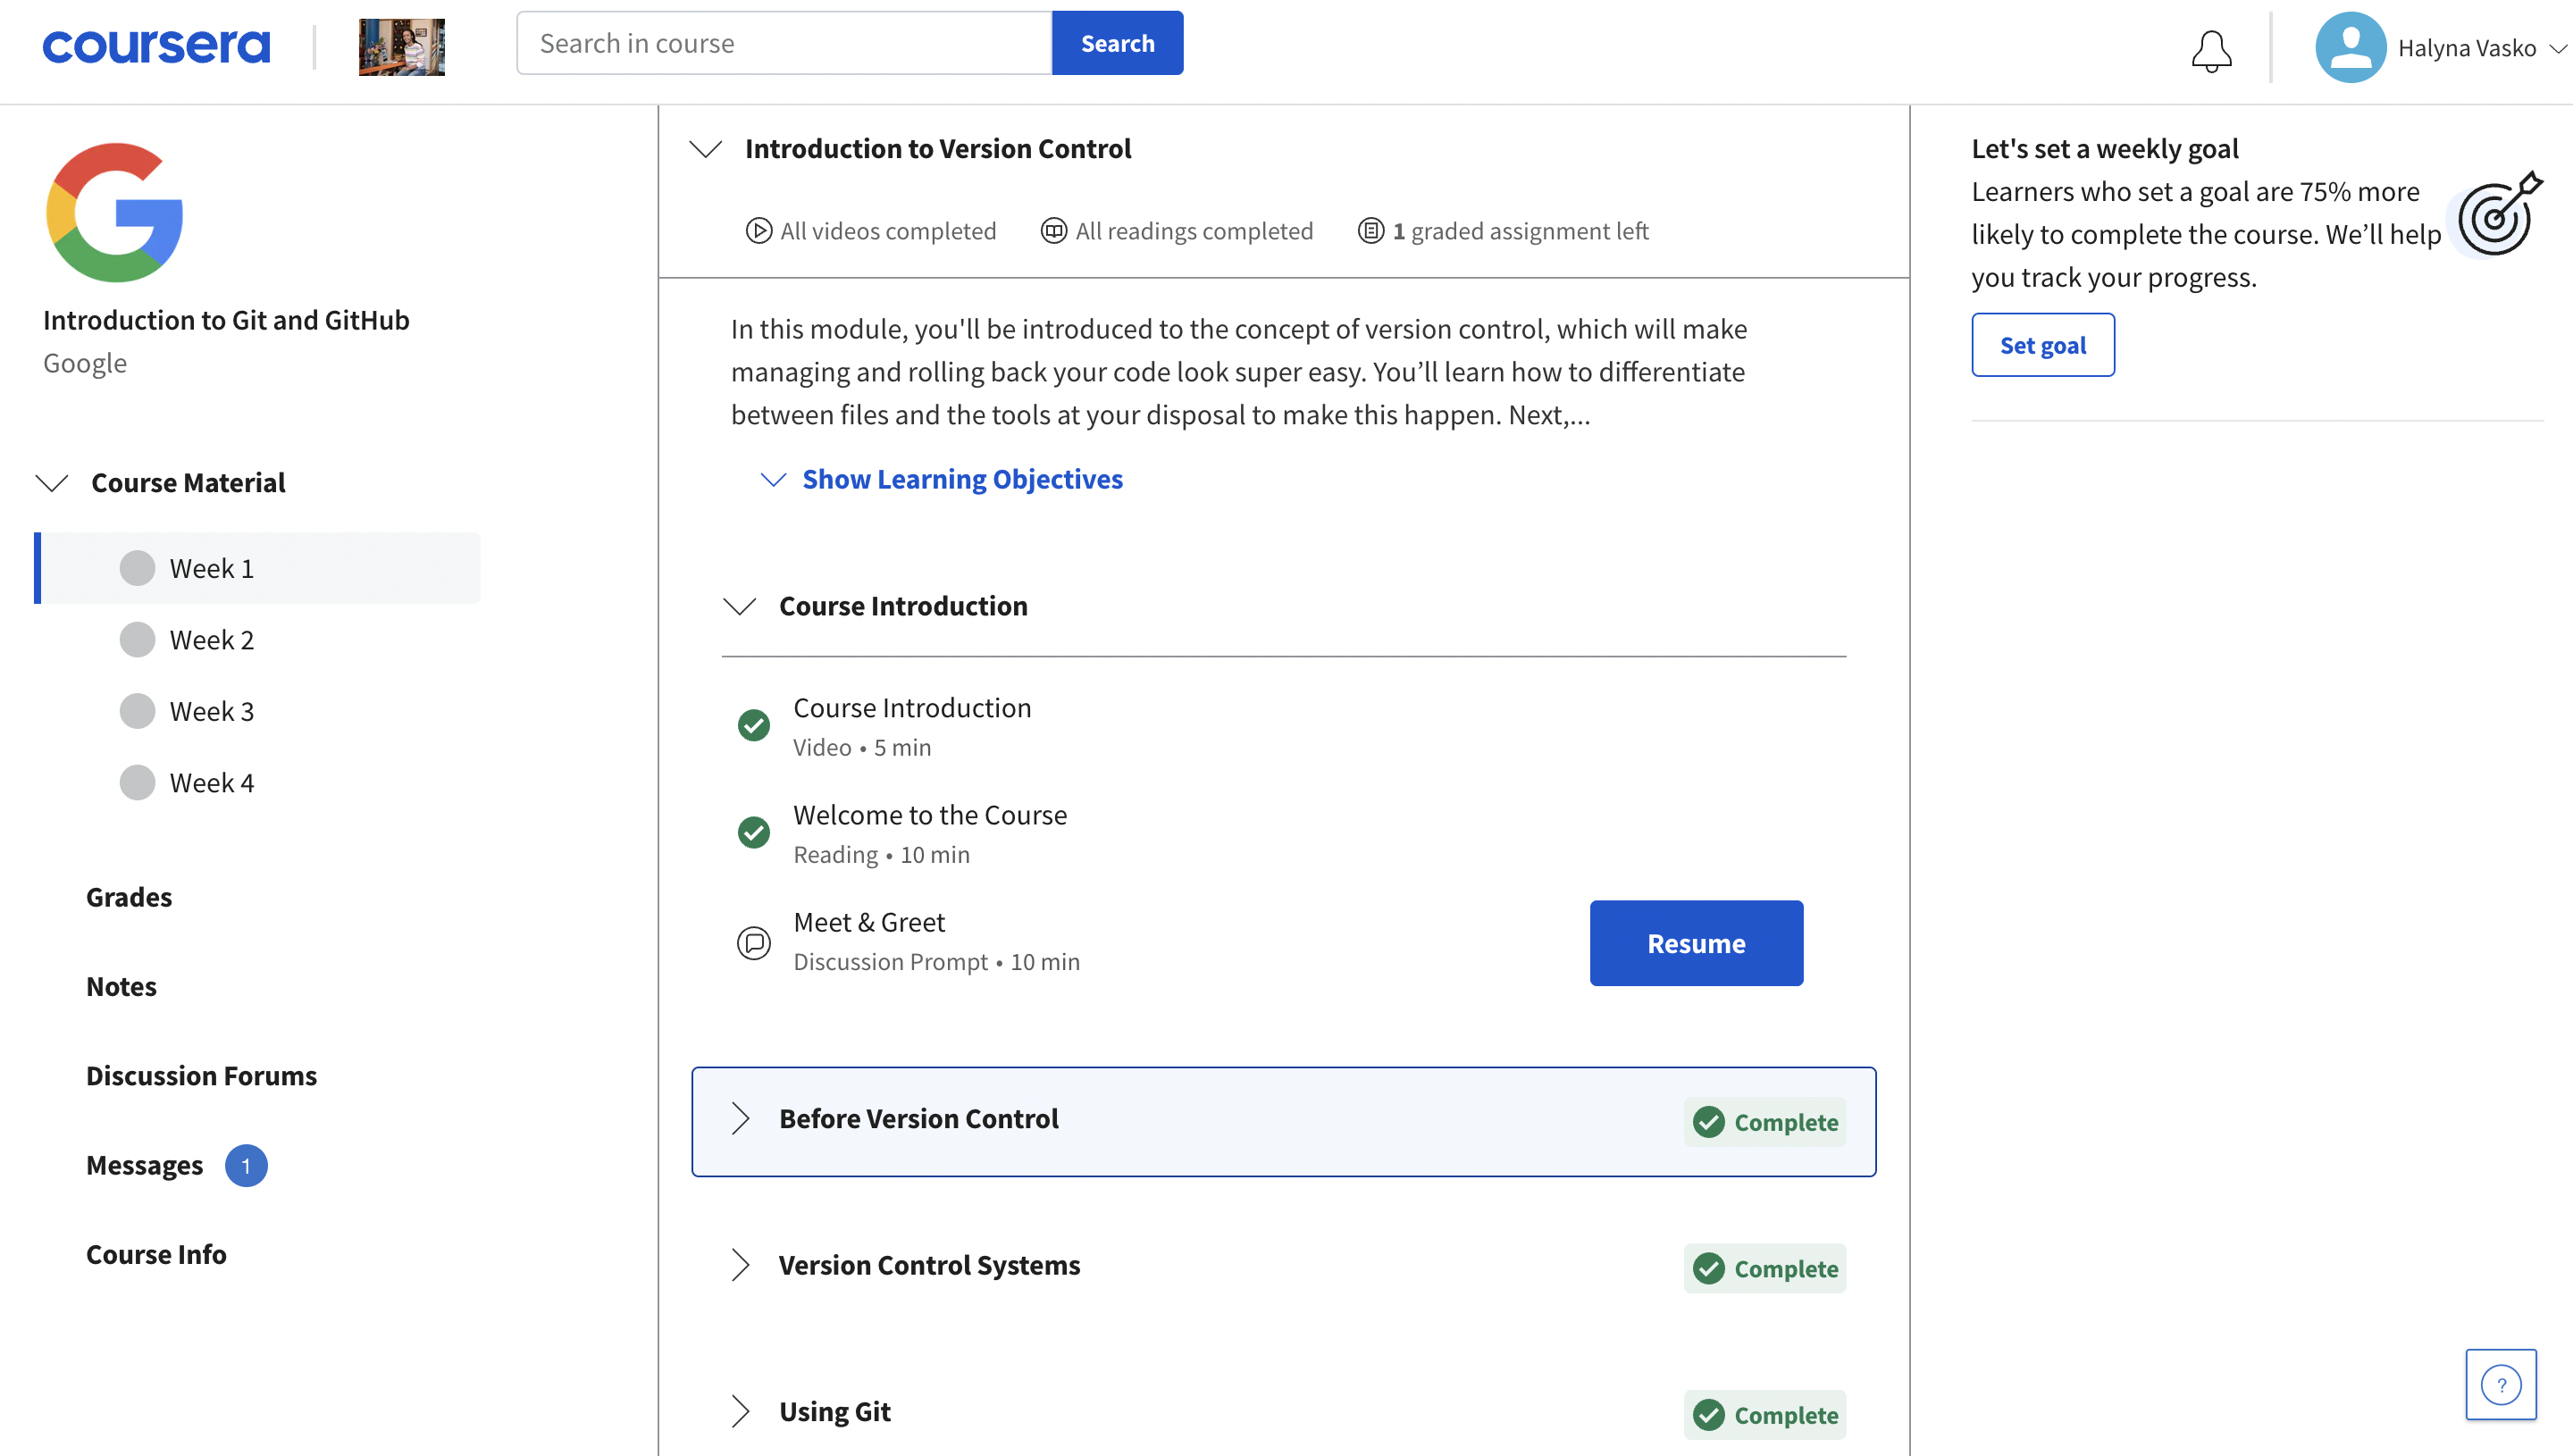 coursera
Search in course
Search
Halyna Vasko
Introduction to Git and GitHub
Google
Course Material
Week 1
Week 2
Week 3
Week 4
Grades
Notes
Discussion Forums
Messages 1
Course Info
Introduction to Version Control
All videos completed All readings completed 1 graded assignment left
In this module, you'll be introduced to the concept of version control, which will make
managing and rolling back your code look super easy. You’ll learn how to differentiate
between files and the tools at your disposal to make this happen. Next,...
Show Learning Objectives
Course Introduction
Course Introduction
Video • 5 min
Welcome to the Course
Reading • 10 min
Meet & Greet
Discussion Prompt • 10 min
Resume
Before Version Control Complete
Version Control Systems Complete
Using Git Complete
Let's set a weekly goal
Learners who set a goal are 75% more
likely to complete the course. We’ll help
you track your progress.
Set goal
?